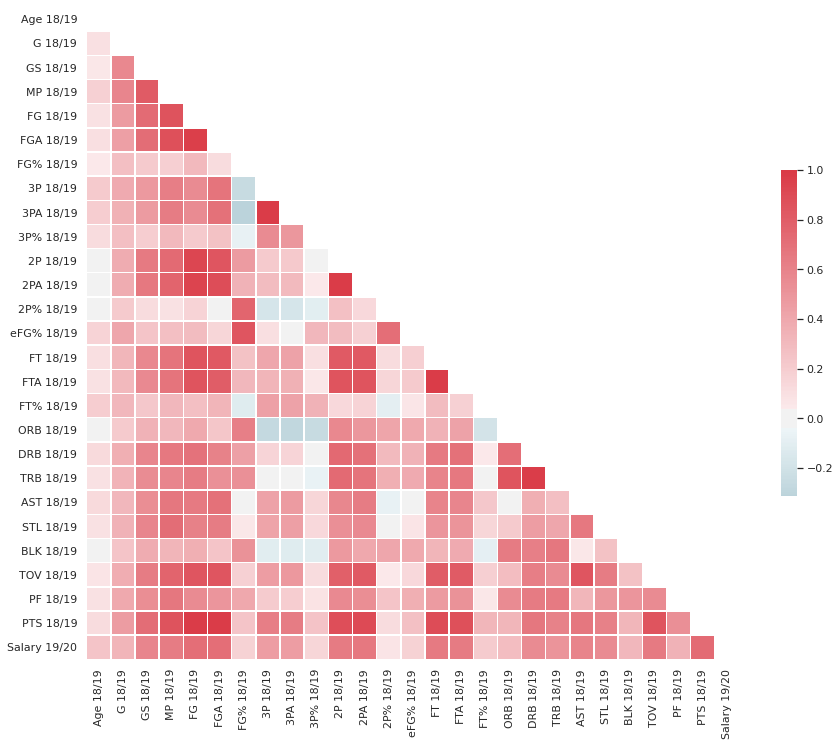 Age 18/19
G 18/19
GS 18/19
MP 18/19
FG 18/19
FGA 18/19
FG% 18/19
3P 18/19
3PA 18/19
3P% 18/19
2P 18/19
2PA 18/19
2P% 18/19
eFG% 18/19
FT 18/19
FTA 18/19
FT% 18/19
ORB 18/19
DRB 18/19
TRB 18/19
AST 18/19
STL 18/19
BLK 18/19
TOV 18/19
PF 18/19
PTS 18/19
Salary 19/20
1.0
0.8
0.6
0.4
0.2
0.0
−0.2
Age 18/19
G 18/19
GS 18/19
MP 18/19
FG 18/19
FGA 18/19
FG% 18/19
3P 18/19
3PA 18/19
3P% 18/19
2P 18/19
2PA 18/19
2P% 18/19
eFG% 18/19
FT 18/19
FTA 18/19
FT% 18/19
ORB 18/19
DRB 18/19
TRB 18/19
AST 18/19
STL 18/19
BLK 18/19
TOV 18/19
PF 18/19
PTS 18/19
Salary 19/20